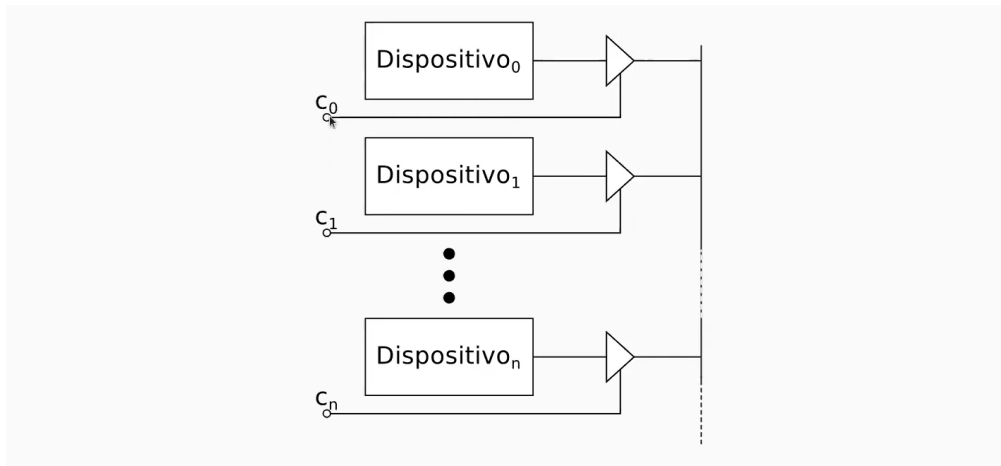 Dispositivo₀
c₀
Dispositivo₁
c₁
Dispositivoₙ
cₙ